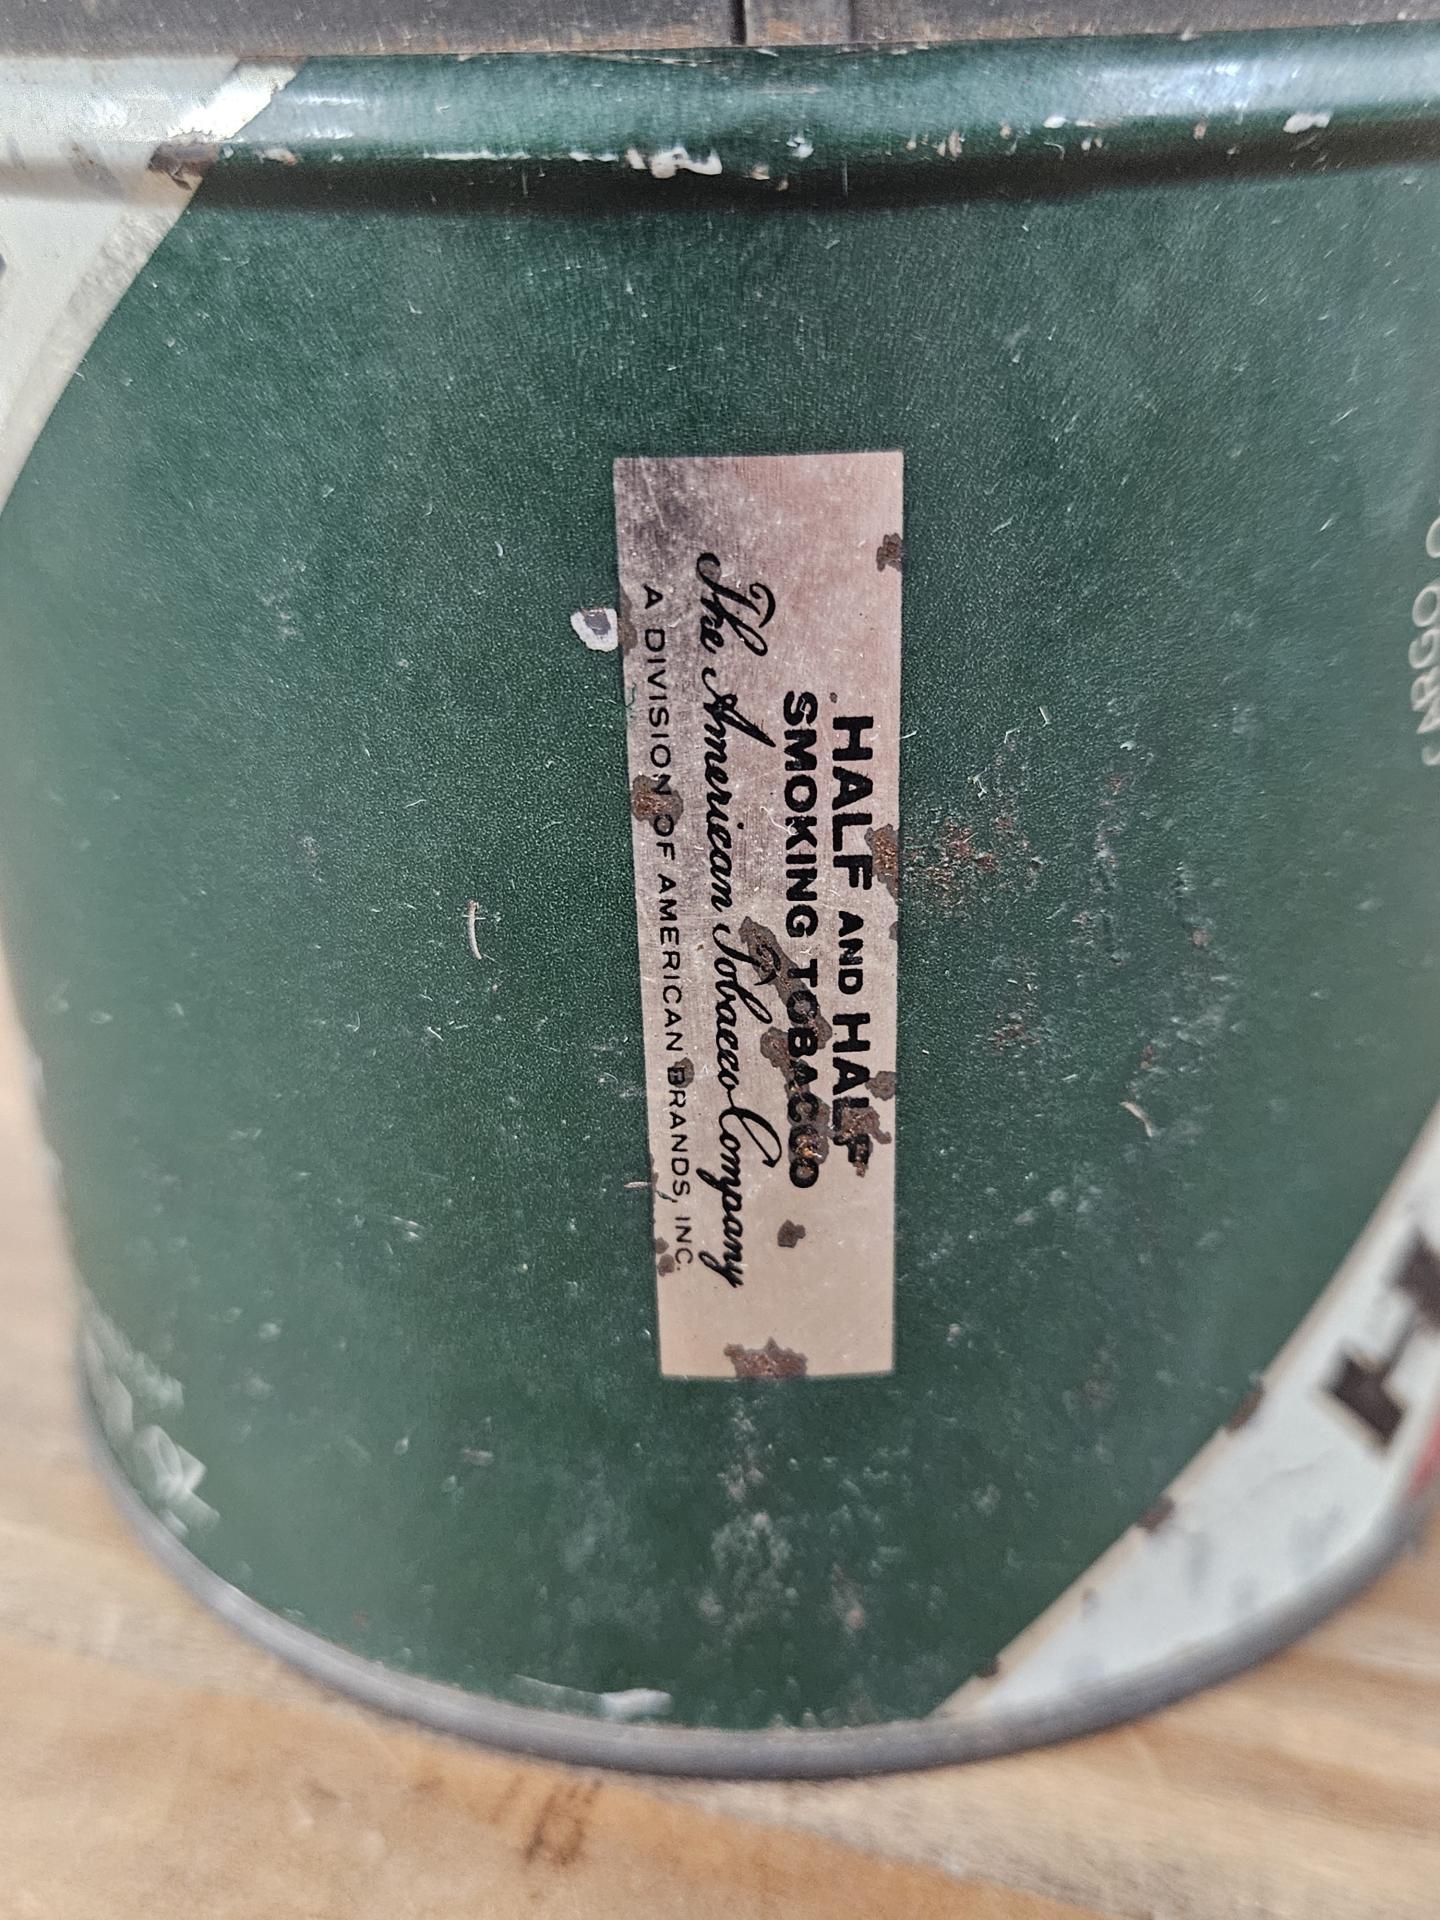 HALF AND HALF
SMOKING TOBACCO
The American Tobacco Company
A DIVISION OF AMERICAN BRANDS, INC.